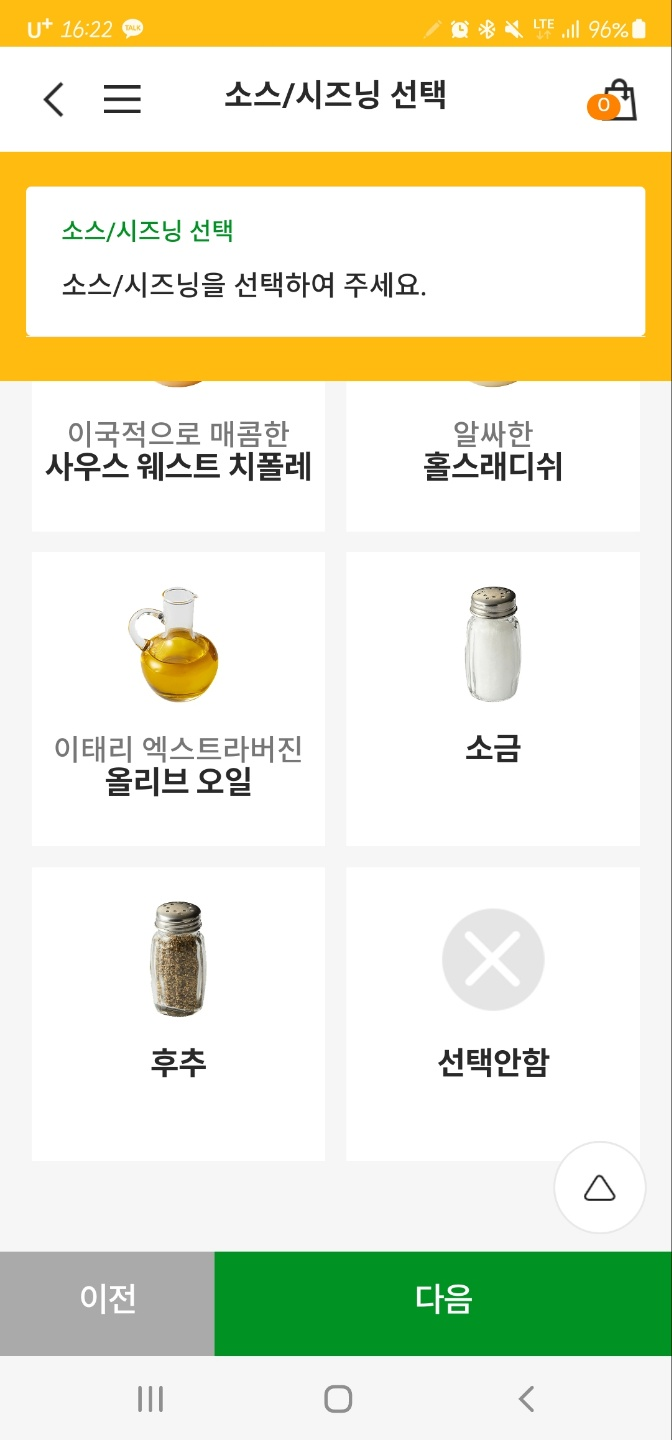 U+ 16:22 TALK LTE 96%
소스/시즈닝 선택
0
소스/시즈닝 선택
소스/시즈닝을 선택하여 주세요.
이국적으로 매콤한
사우스 웨스트 치폴레
알싸한
홀스래디쉬
이태리 엑스트라버진
올리브 오일
소금
후추
선택안함
이전
다음